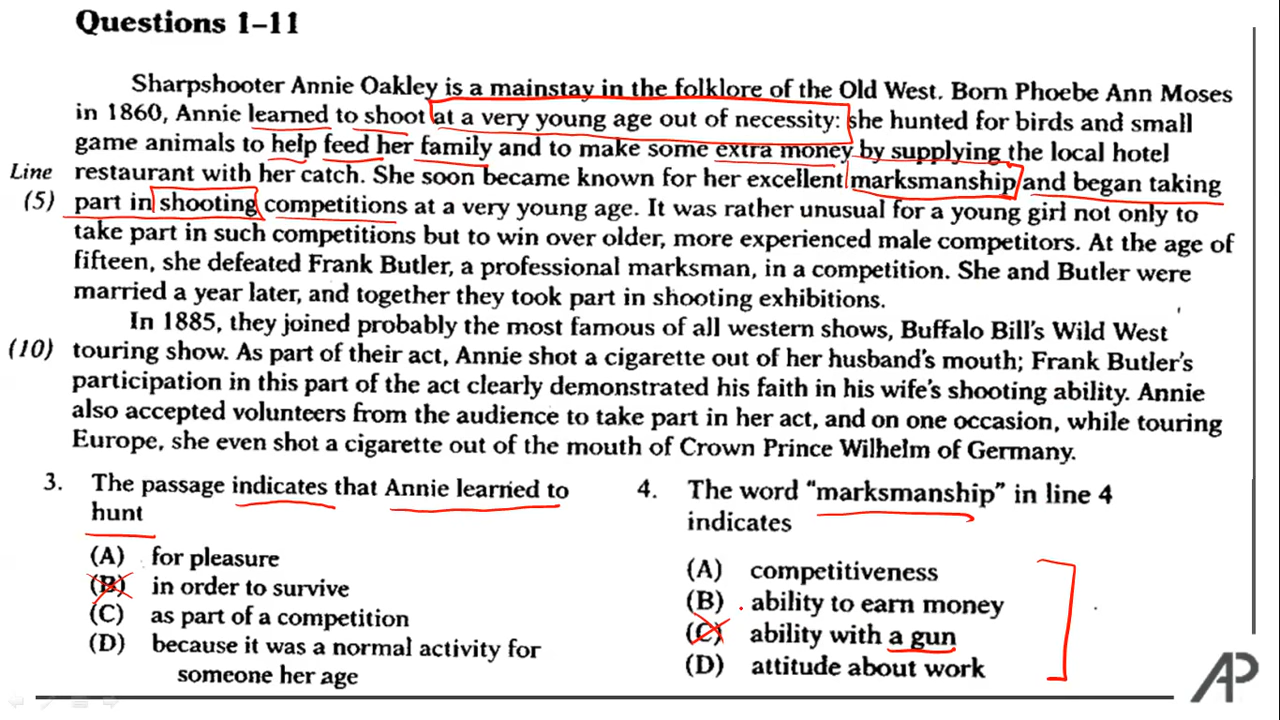 Questions 1–11
Sharpshooter Annie Oakley is a mainstay in the folklore of the Old West. Born Phoebe Ann Moses
in 1860, Annie learned to shoot at a very young age out of necessity: she hunted for birds and small
game animals to help feed her family and to make some extra money by supplying the local hotel
Line restaurant with her catch. She soon became known for her excellent marksmanship and began taking
(5) part in shooting competitions at a very young age. It was rather unusual for a young girl not only to
take part in such competitions but to win over older, more experienced male competitors. At the age of
fifteen, she defeated Frank Butler, a professional marksman, in a competition. She and Butler were
married a year later, and together they took part in shooting exhibitions.
In 1885, they joined probably the most famous of all western shows, Buffalo Bill's Wild West
(10) touring show. As part of their act, Annie shot a cigarette out of her husband's mouth; Frank Butler's
participation in this part of the act clearly demonstrated his faith in his wife's shooting ability. Annie
also accepted volunteers from the audience to take part in her act, and on one occasion, while touring
Europe, she even shot a cigarette out of the mouth of Crown Prince Wilhelm of Germany.
3. The passage indicates that Annie learned to
hunt
(A) for pleasure
(B) in order to survive
(C) as part of a competition
(D) because it was a normal activity for
someone her age
4. The word "marksmanship" in line 4
indicates
(A) competitiveness
(B) ability to earn money
(C) ability with a gun
(D) attitude about work
AP